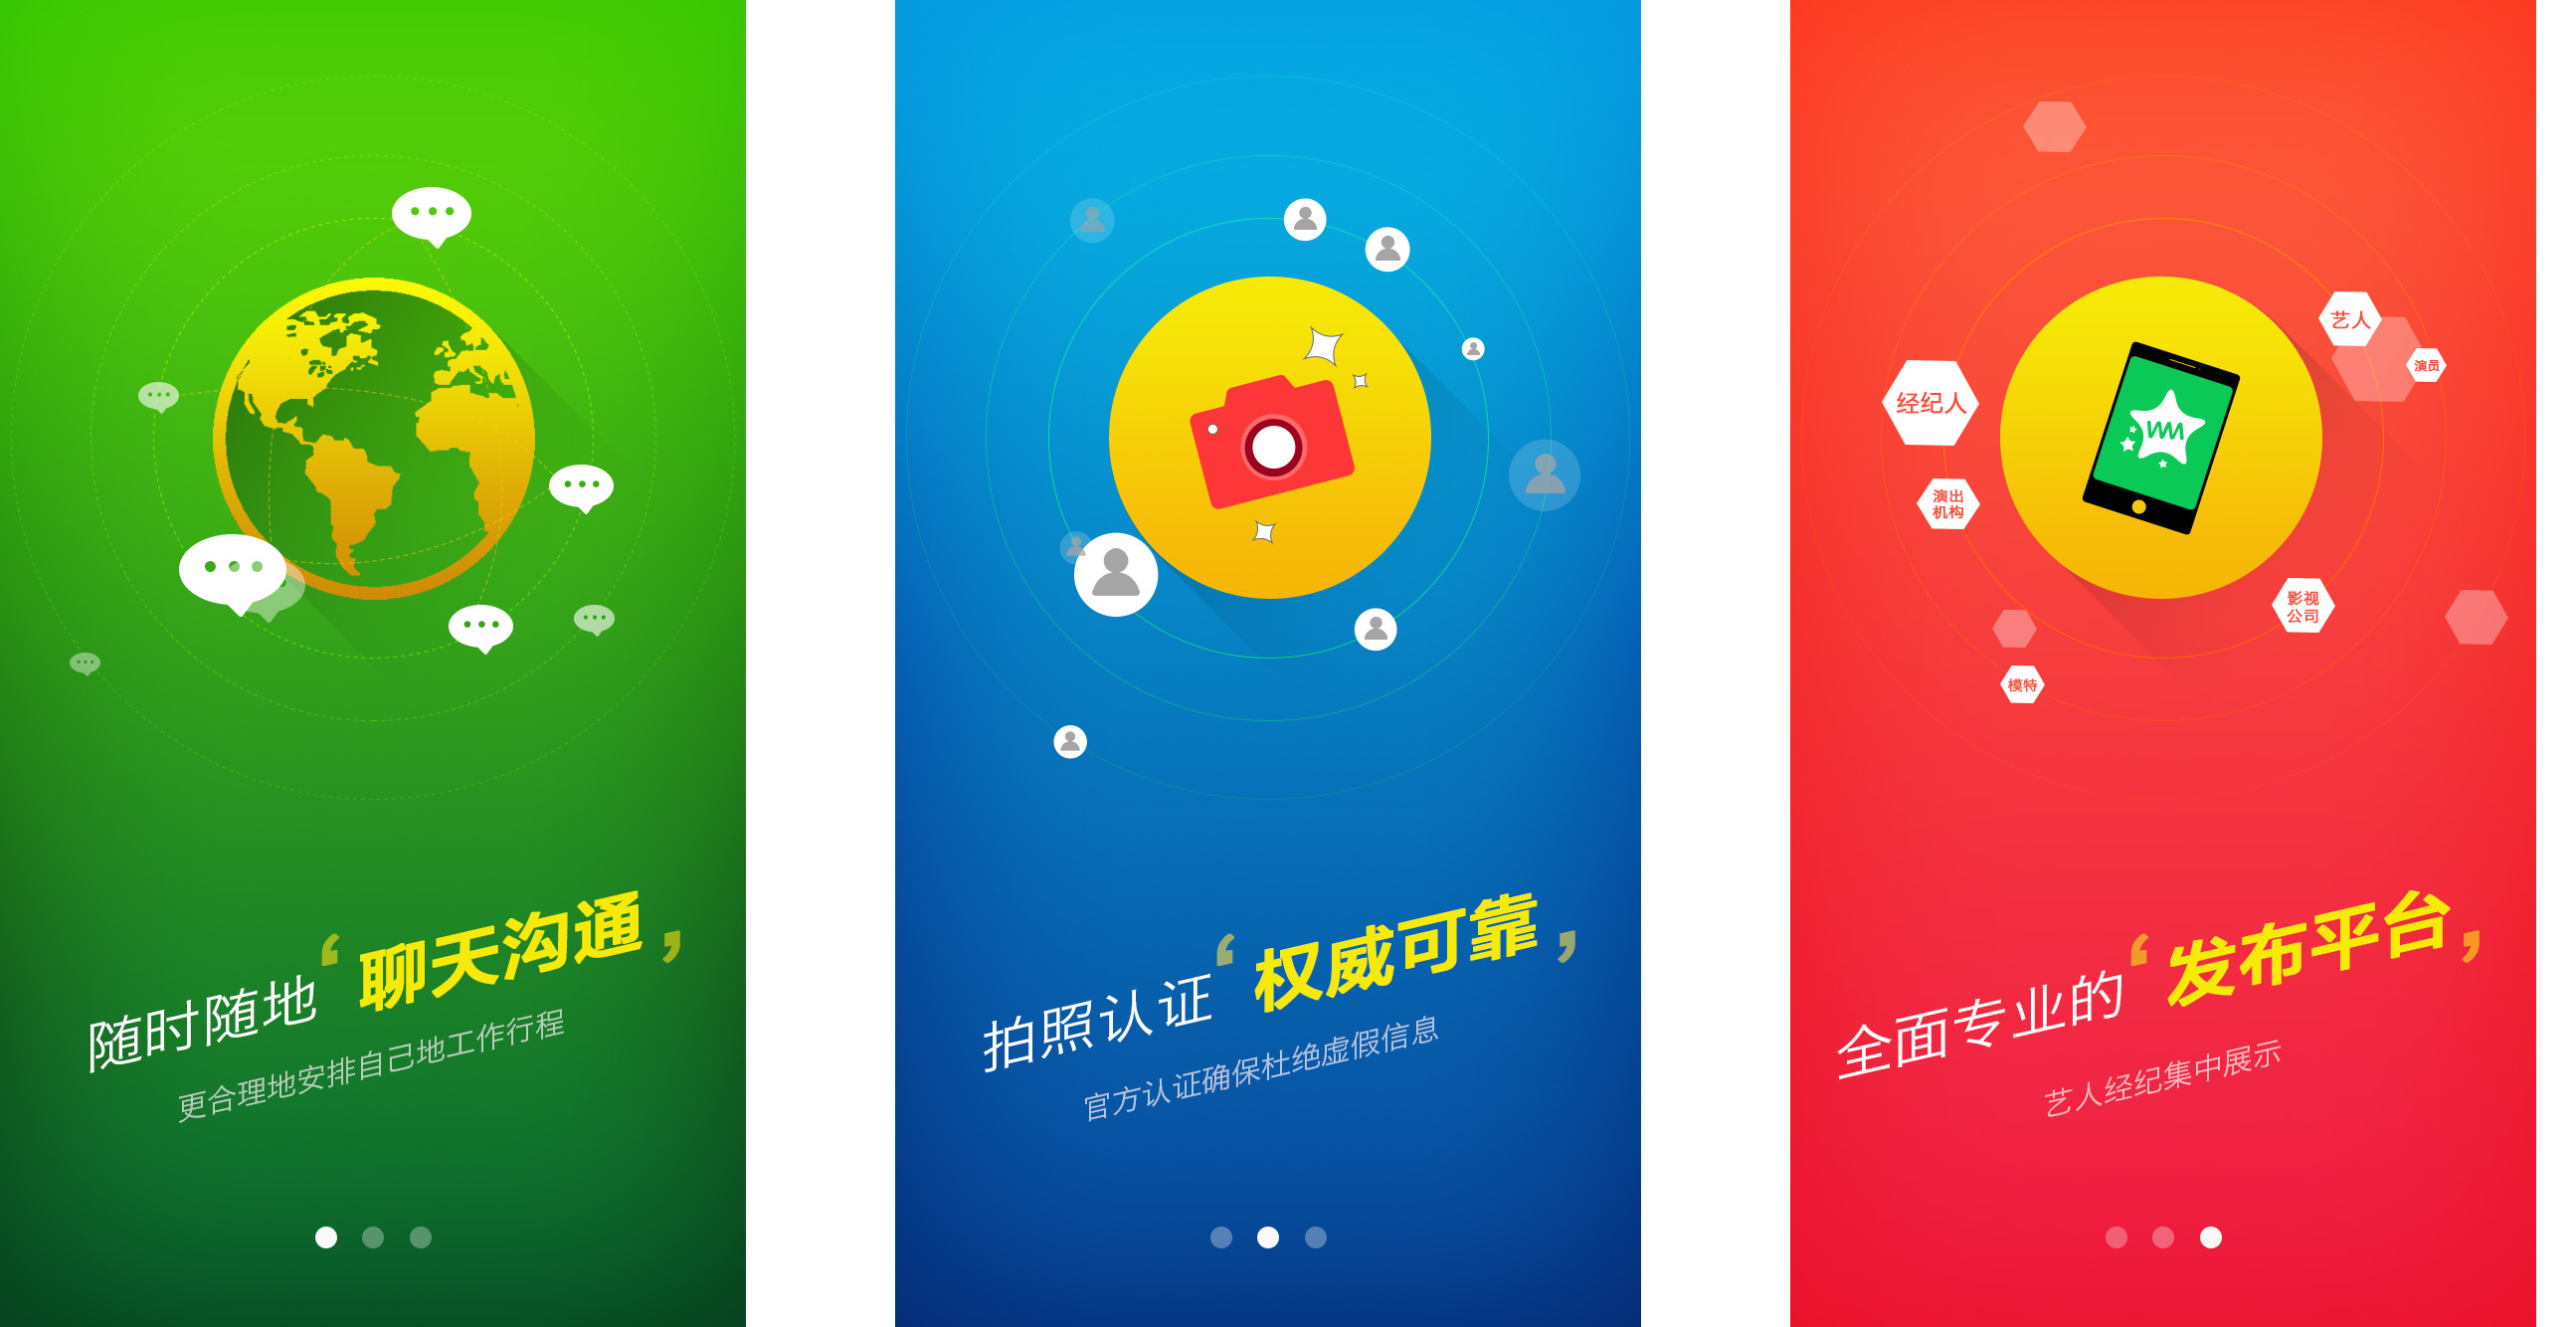 随时随地‘聊天沟通’
更合理地安排自己地工作行程
拍照认证‘权威可靠’
官方认证确保杜绝虚假信息
艺人
演员
经纪人
演出
机构
影视
公司
模特
全面专业的‘发布平台’
艺人经纪集中展示